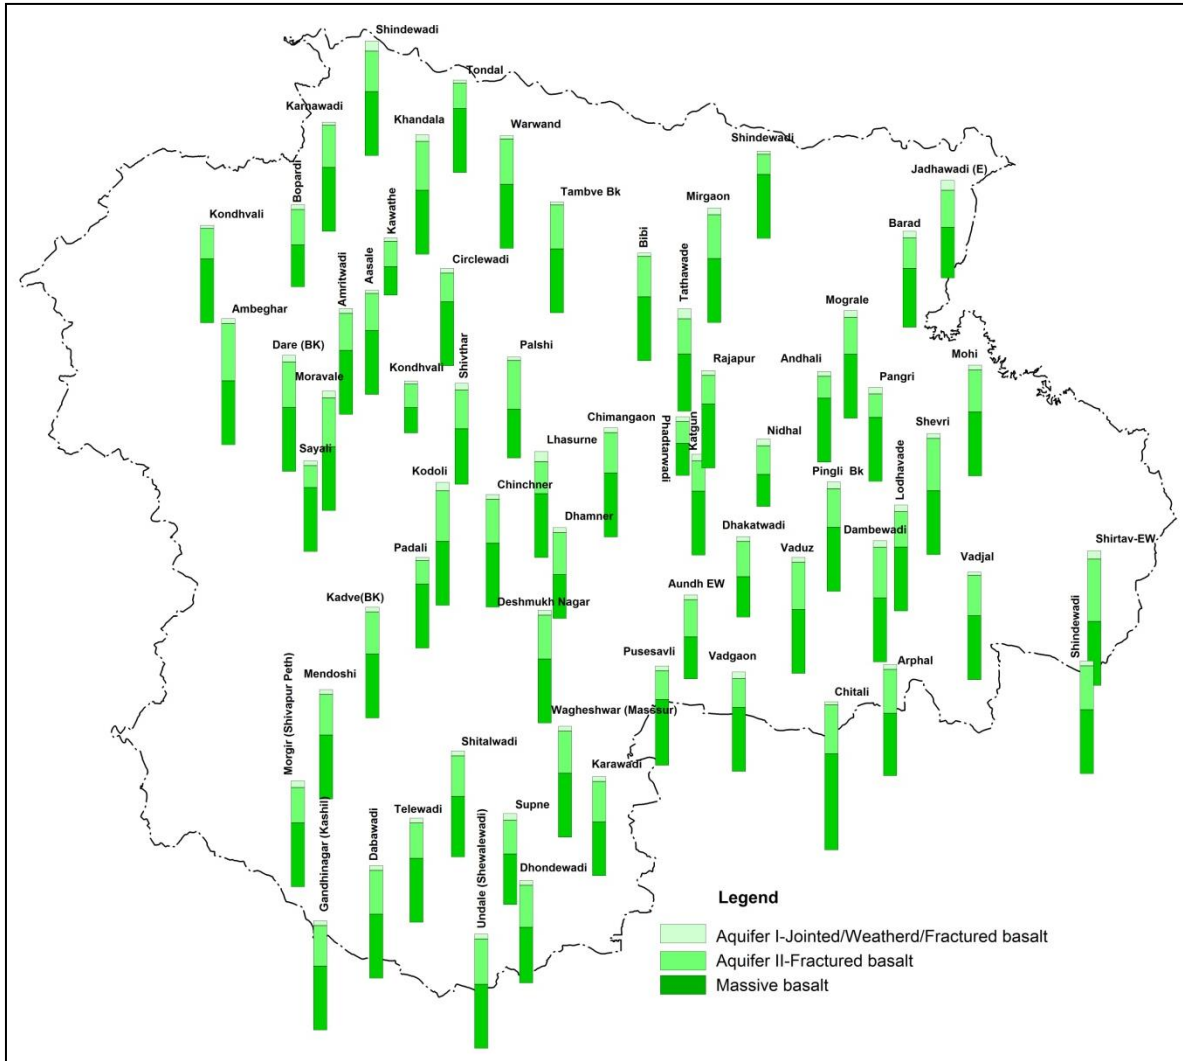 Shindewadi
Tondal
Karnawadi
Khandala
Warwand
Shindewadi
Jadhawadi (E)
Bopardi
Kondhvali
Kawathe
Tambve Bk
Mirgaon
Barad
Bibi
Tathawade
Circlewadi
Aasale
Amritwadi
Ambeghar
Mograle
Dare (BK)
Moravale
Kondhvali
Shivthar
Palshi
Rajapur
Andhali
Pangri
Mohi
Chimangaon
Phadtarwadi
Katgun
Nidhal
Shevri
Sayali
Lhasurne
Kodoli
Chinchner
Pingli Bk
Lodhavade
Dhamner
Dhakatwadi
Dambewadi
Vaduz
Vadjal
Shirtav-EW
Padali
Kadve(BK)
Deshmukh Nagar
Aundh EW
Shindewadi
Pusesavli
Vadgaon
Arphal
Mendoshi
Morgir (Shivapur Peth)
Wagheshwar (Masssur)
Chitali
Shitalwadi
Karawadi
Telewadi
Supne
Gandhinagar (Kashil)
Dabawadi
Undale (Shewalewadi)
Dhondewadi
Legend
Aquifer I-Jointed/Weatherd/Fractured basalt
Aquifer II-Fractured basalt
Massive basalt